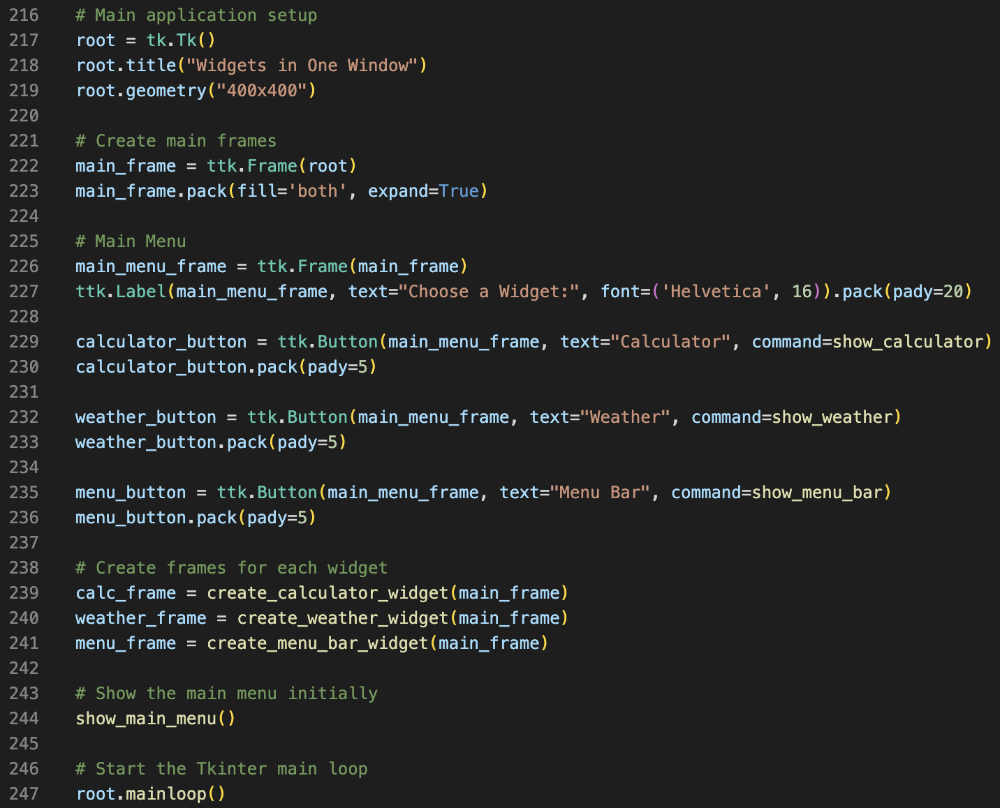 216 # Main application setup
217 root = tk.Tk()
218 root.title("Widgets in One Window")
219 root.geometry("400x400")
220
221 # Create main frames
222 main_frame = ttk.Frame(root)
223 main_frame.pack(fill='both', expand=True)
224
225 # Main Menu
226 main_menu_frame = ttk.Frame(main_frame)
227 ttk.Label(main_menu_frame, text="Choose a Widget:", font=('Helvetica', 16)).pack(pady=20)
228
229 calculator_button = ttk.Button(main_menu_frame, text="Calculator", command=show_calculator)
230 calculator_button.pack(pady=5)
231
232 weather_button = ttk.Button(main_menu_frame, text="Weather", command=show_weather)
233 weather_button.pack(pady=5)
234
235 menu_button = ttk.Button(main_menu_frame, text="Menu Bar", command=show_menu_bar)
236 menu_button.pack(pady=5)
237
238 # Create frames for each widget
239 calc_frame = create_calculator_widget(main_frame)
240 weather_frame = create_weather_widget(main_frame)
241 menu_frame = create_menu_bar_widget(main_frame)
242
243 # Show the main menu initially
244 show_main_menu()
245
246 # Start the Tkinter main loop
247 root.mainloop()